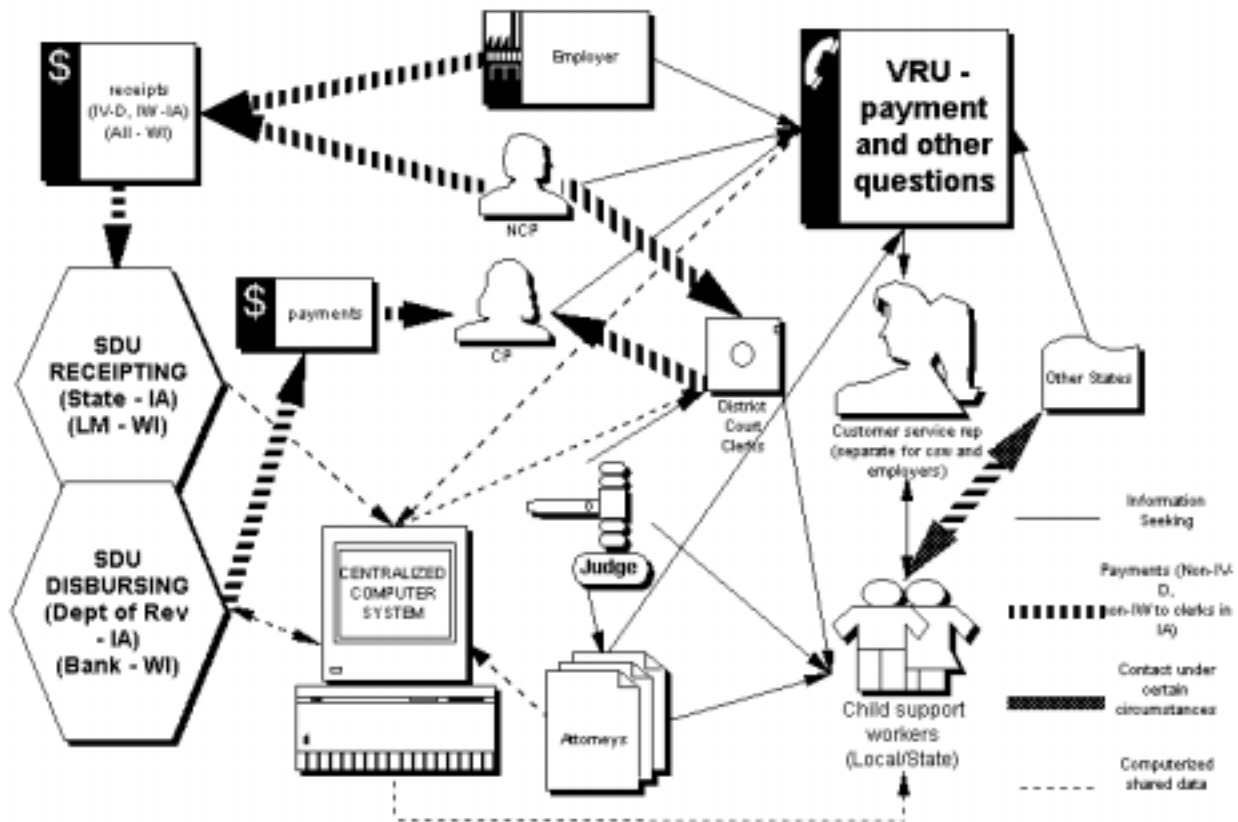 $
receipts
(IV-D, IW -IA)
(All - WI)
Employer
VRU -
payment
and other
questions
NCP
$
payments
CP
SDU
RECEIPTING
(State - IA)
(LM - WI)
District
Court
Clerks
Other States
Customer service rep
(separate for csw and
employers)
SDU
DISBURSING
(Dept of Rev
- IA)
(Bank - WI)
CENTRALIZED
COMPUTER
SYSTEM
Judge
Attorneys
Child support
workers
(Local/State)
Information
Seeking
Payments (Non-IV-
D,
non-IW to clerks in
IA)
Contact under
certain
circumstances
Computerized
shared data